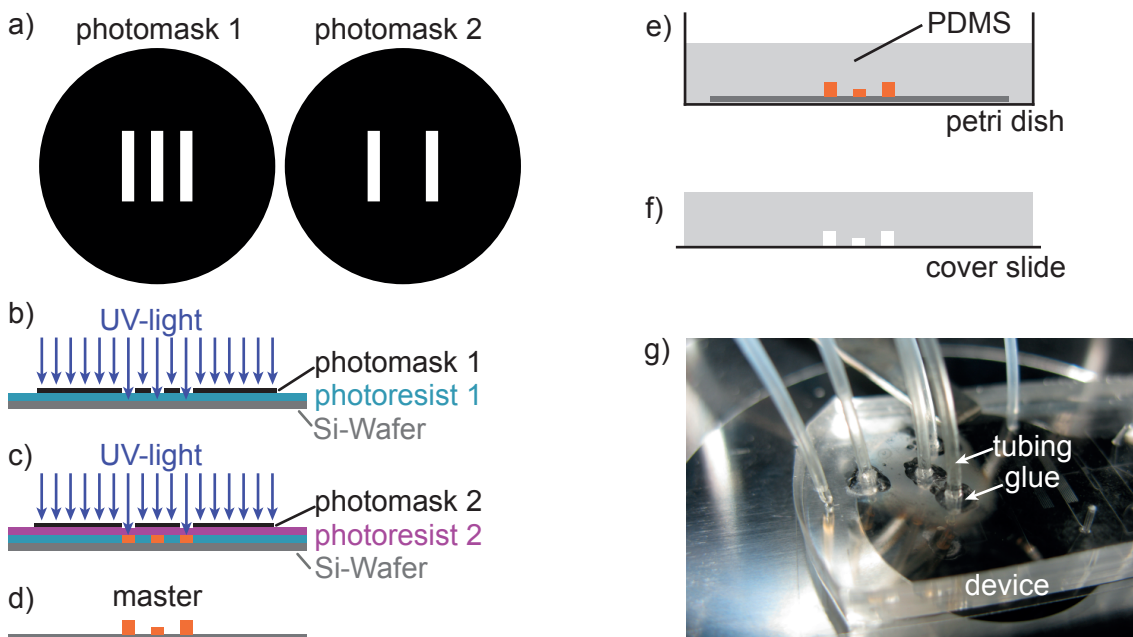 a)
photomask 1
photomask 2
b)
UV-light
photomask 1
photoresist 1
Si-Wafer
c)
UV-light
photomask 2
photoresist 2
Si-Wafer
d)
master
e)
PDMS
petri dish
f)
cover slide
g)
tubing
glue
device